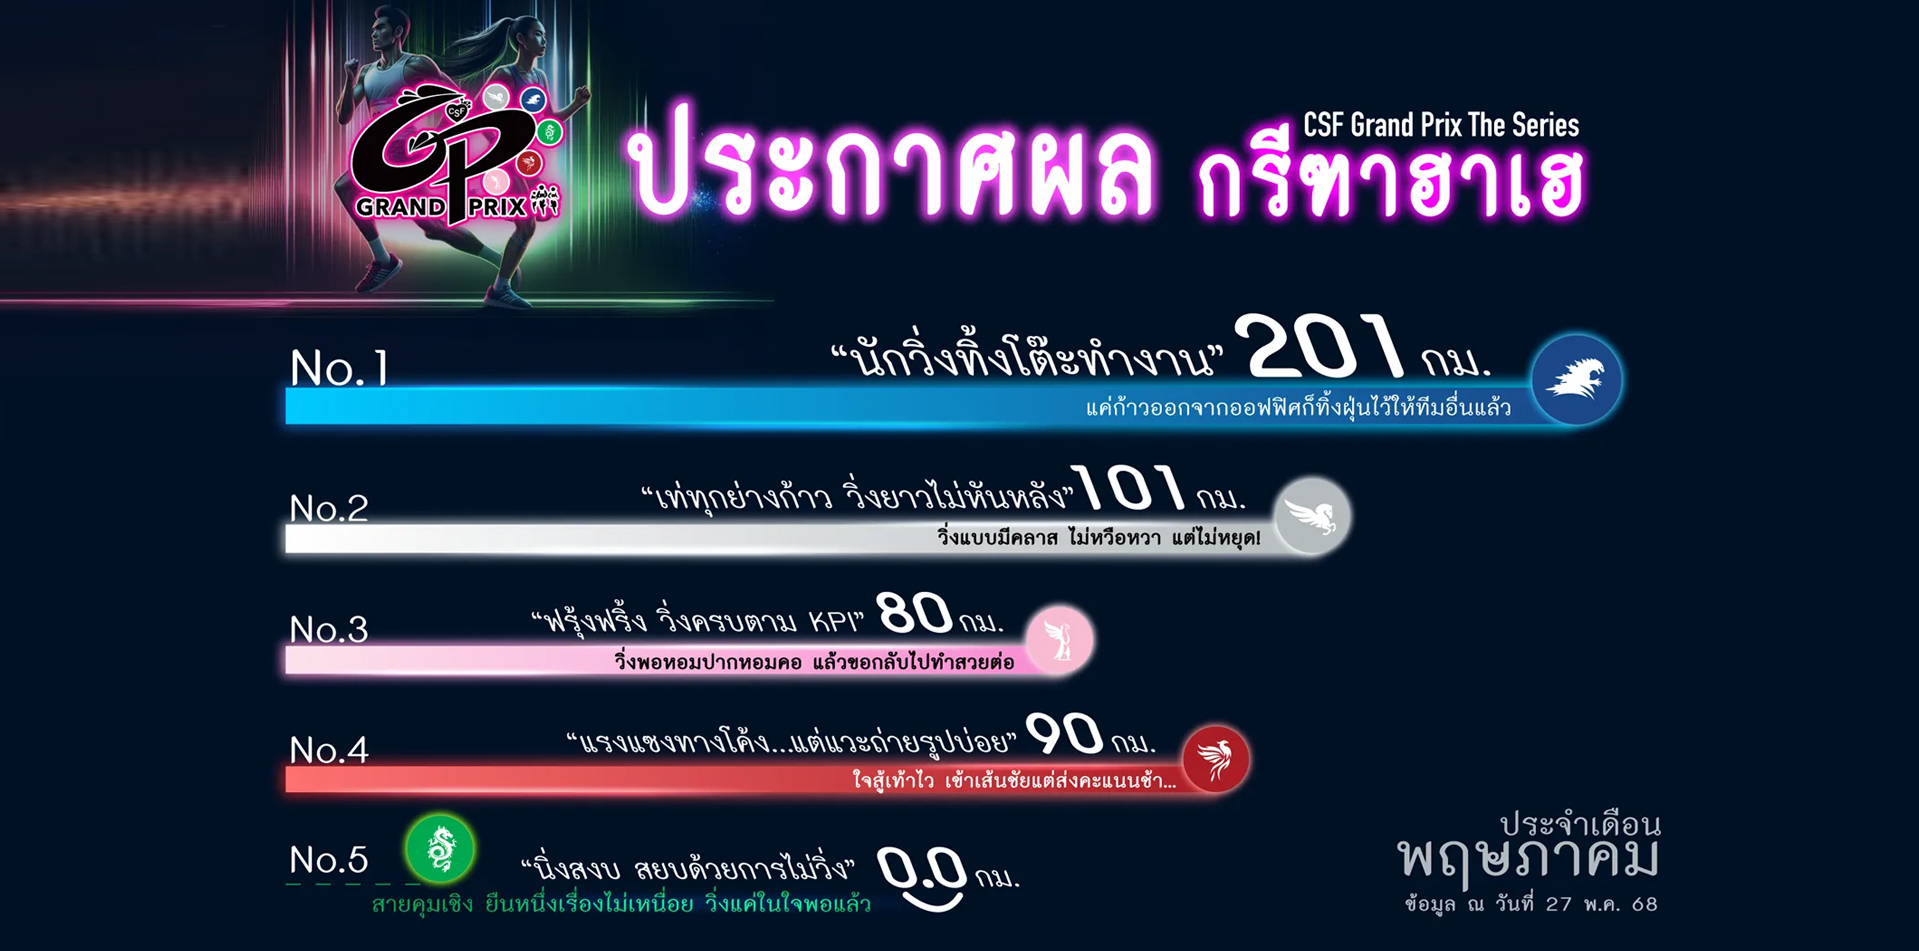 CSF
GRAND PRIX
CSF Grand Prix The Series
ประกาศผล กรีฑาฮาเฮ
No.1
“นักวิ่งทิ้งโต๊ะทำงาน” 201 กม.
แค่ก้าวออกจากออฟฟิศก็ทิ้งฝุ่นไว้ให้ทีมอื่นแล้ว
No.2
“เท่ทุกย่างก้าว วิ่งยาวไม่หันหลัง” 101 กม.
วิ่งแบบมีคลาส ไม่หวือหวา แต่ไม่หยุด!
No.3
“ฟรุ้งฟริ้ง วิ่งครบตาม KPI” 80 กม.
วิ่งพอหอมปากหอมคอ แล้วขอกลับไปทำสวยต่อ
No.4
“แรงแซงทางโค้ง...แต่แวะถ่ายรูปบ่อย” 90 กม.
ใจสู้เท้าไว เข้าเส้นชัยแต่ส่งคะแนนช้า...
No.5
“นิ่งสงบ สยบด้วยการไม่วิ่ง” 0.0 กม.
สายคุมเชิง ยืนหนึ่งเรื่องไม่เหนื่อย วิ่งแค่ในใจพอแล้ว
ประจำเดือน
พฤษภาคม
ข้อมูล ณ วันที่ 27 พ.ค. 68